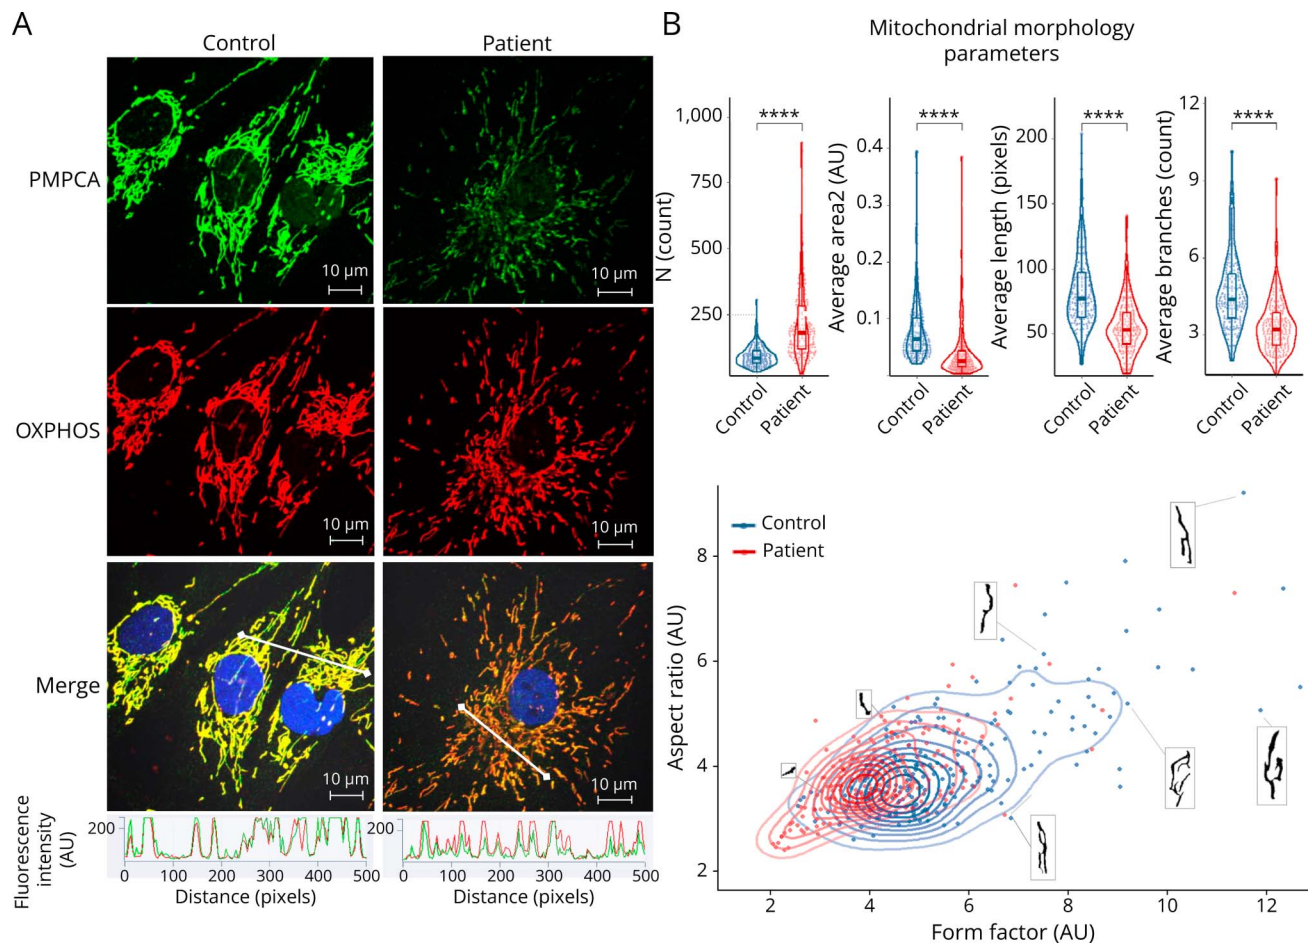 A
Control
Patient
PMPCA
10 µm
10 µm
OXPHOS
10 µm
10 µm
Merge
10 µm
10 µm
Fluorescence
intensity
(AU)
200
200
0 100 200 300 400 500
0 100 200 300 400 500
Distance (pixels)
Distance (pixels)
B
Mitochondrial morphology
parameters
N (count)
1,000
750
500
250
****
Control
Patient
Average area2 (AU)
0.4
0.3
0.2
0.1
****
Control
Patient
Average length (pixels)
200
150
100
50
****
Control
Patient
Average branches (count)
12
9
6
3
****
Control
Patient
Control
Patient
Aspect ratio (AU)
8
6
4
2
2 4 6 8 10 12
Form factor (AU)